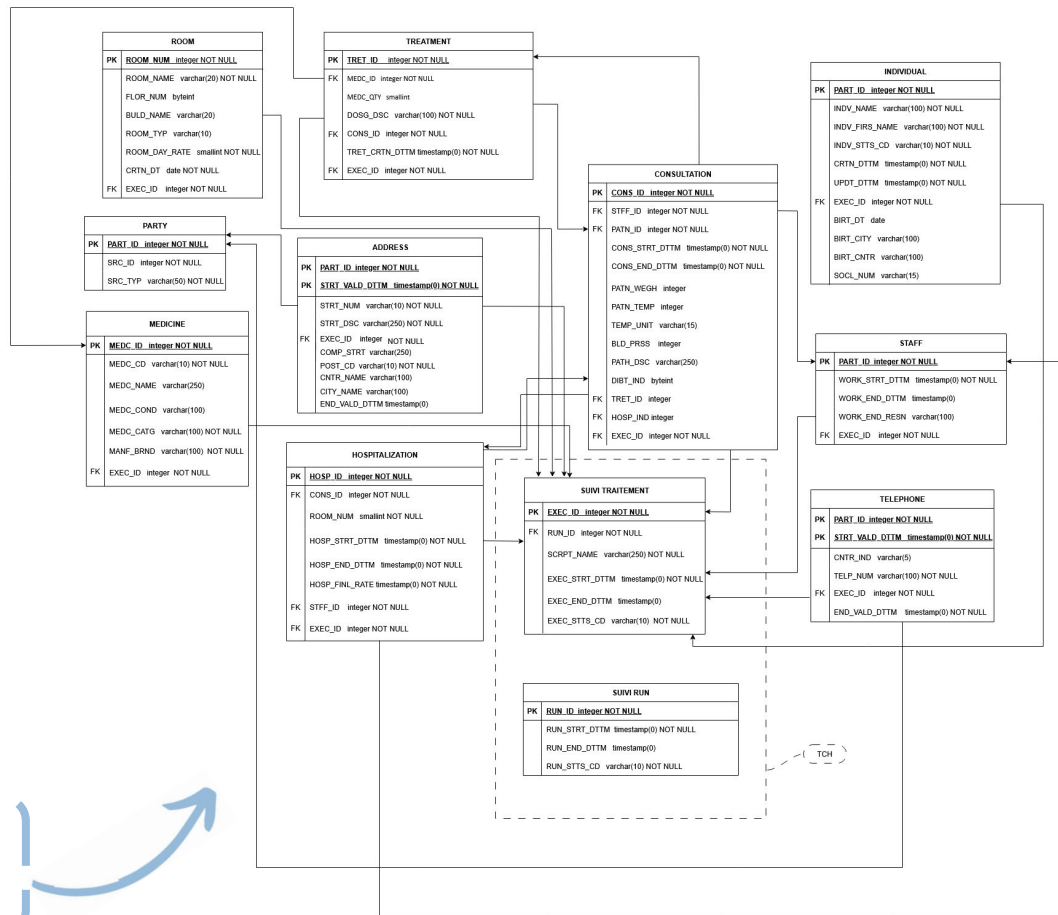 ROOM
PK ROOM_NUM integer NOT NULL
ROOM_NAME varchar(20) NOT NULL
FLOR_NUM byteint
BULD_NAME varchar(20)
ROOM_TYP varchar(10)
ROOM_DAY_RATE smallint NOT NULL
CRTN_DT date NOT NULL
FK EXEC_ID integer NOT NULL
TREATMENT
PK TRET_ID integer NOT NULL
FK MEDC_ID integer NOT NULL
MEDC_QTY smallint
DOSG_DSC varchar(100) NOT NULL
FK CONS_ID integer NOT NULL
TRET_CRTN_DTTM timestamp(0) NOT NULL
FK EXEC_ID integer NOT NULL
INDIVIDUAL
PK PART_ID integer NOT NULL
INDV_NAME varchar(100) NOT NULL
INDV_FIRS_NAME varchar(100) NOT NULL
INDV_STTS_CD varchar(10) NOT NULL
CRTN_DTTM timestamp(0) NOT NULL
UPDT_DTTM timestamp(0) NOT NULL
FK EXEC_ID integer NOT NULL
BIRT_DT date
BIRT_CITY varchar(100)
BIRT_CNTR varchar(100)
SOCL_NUM varchar(15)
CONSULTATION
PK CONS_ID integer NOT NULL
FK STFF_ID integer NOT NULL
FK PATN_ID integer NOT NULL
CONS_STRT_DTTM timestamp(0) NOT NULL
CONS_END_DTTM timestamp(0) NOT NULL
PATN_WEGH integer
PATN_TEMP integer
TEMP_UNIT varchar(15)
BLD_PRSS integer
PATH_DSC varchar(250)
DIBT_IND byteint
FK TRET_ID integer
FK HOSP_IND integer
FK EXEC_ID integer NOT NULL
PARTY
PK PART_ID integer NOT NULL
SRC_ID integer NOT NULL
SRC_TYP varchar(50) NOT NULL
ADDRESS
PK PART_ID integer NOT NULL
PK STRT_VALD_DTTM timestamp(0) NOT NULL
STRT_NUM varchar(10) NOT NULL
STRT_DSC varchar(250) NOT NULL
FK EXEC_ID integer NOT NULL
COMP_STRT varchar(250)
POST_CD varchar(10) NOT NULL
CNTR_NAME varchar(100)
CITY_NAME varchar(100)
END_VALD_DTTM timestamp(0)
MEDICINE
PK MEDC_ID integer NOT NULL
MEDC_CD varchar(10) NOT NULL
MEDC_NAME varchar(250)
MEDC_COND varchar(100)
MEDC_CATG varchar(100) NOT NULL
MANF_BRND varchar(100) NOT NULL
FK EXEC_ID integer NOT NULL
STAFF
PK PART_ID integer NOT NULL
WORK_STRT_DTTM timestamp(0) NOT NULL
WORK_END_DTTM timestamp(0)
WORK_END_RESN varchar(100)
FK EXEC_ID integer NOT NULL
HOSPITALIZATION
PK HOSP_ID integer NOT NULL
FK CONS_ID integer NOT NULL
ROOM_NUM smallint NOT NULL
HOSP_STRT_DTTM timestamp(0) NOT NULL
HOSP_END_DTTM timestamp(0) NOT NULL
HOSP_FINL_RATE timestamp(0) NOT NULL
FK STFF_ID integer NOT NULL
FK EXEC_ID integer NOT NULL
SUIVI TRAITEMENT
PK EXEC_ID integer NOT NULL
FK RUN_ID integer NOT NULL
SCRPT_NAME varchar(250) NOT NULL
EXEC_STRT_DTTM timestamp(0) NOT NULL
EXEC_END_DTTM timestamp(0)
EXEC_STTS_CD varchar(10) NOT NULL
TELEPHONE
PK PART_ID integer NOT NULL
PK STRT_VALD_DTTM timestamp(0) NOT NULL
CNTR_IND varchar(5)
TELP_NUM varchar(100) NOT NULL
FK EXEC_ID integer NOT NULL
END_VALD_DTTM timestamp(0) NOT NULL
SUIVI RUN
PK RUN_ID integer NOT NULL
RUN_STRT_DTTM timestamp(0) NOT NULL
RUN_END_DTTM timestamp(0)
RUN_STTS_CD varchar(10) NOT NULL
TCH